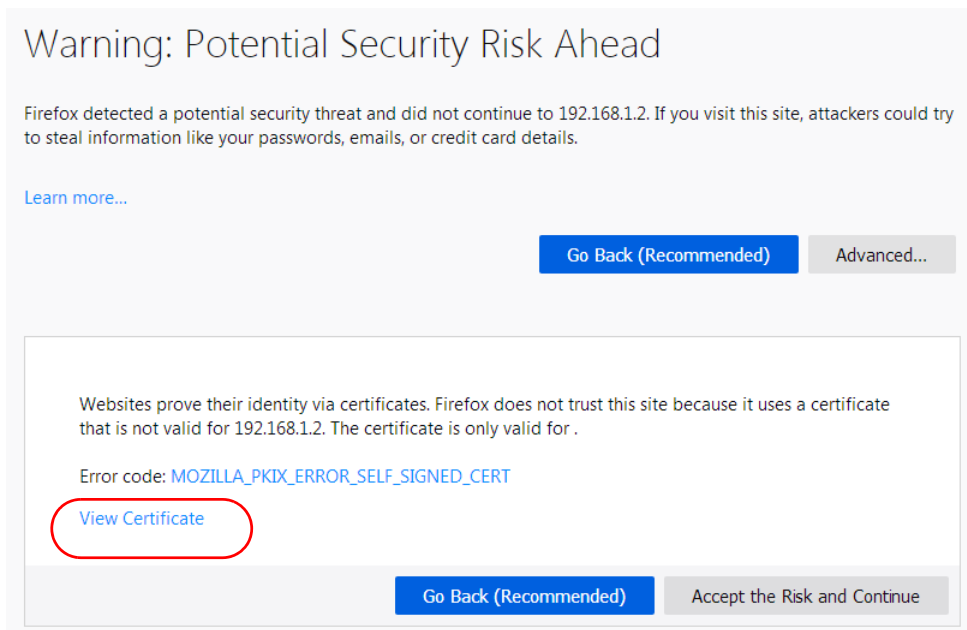 Warning: Potential Security Risk Ahead
Firefox detected a potential security threat and did not continue to 192.168.1.2. If you visit this site, attackers could try
to steal information like your passwords, emails, or credit card details.
Learn more...
Go Back (Recommended)
Advanced...
Websites prove their identity via certificates. Firefox does not trust this site because it uses a certificate
that is not valid for 192.168.1.2. The certificate is only valid for .
Error code: MOZILLA_PKIX_ERROR_SELF_SIGNED_CERT
View Certificate
Go Back (Recommended)
Accept the Risk and Continue